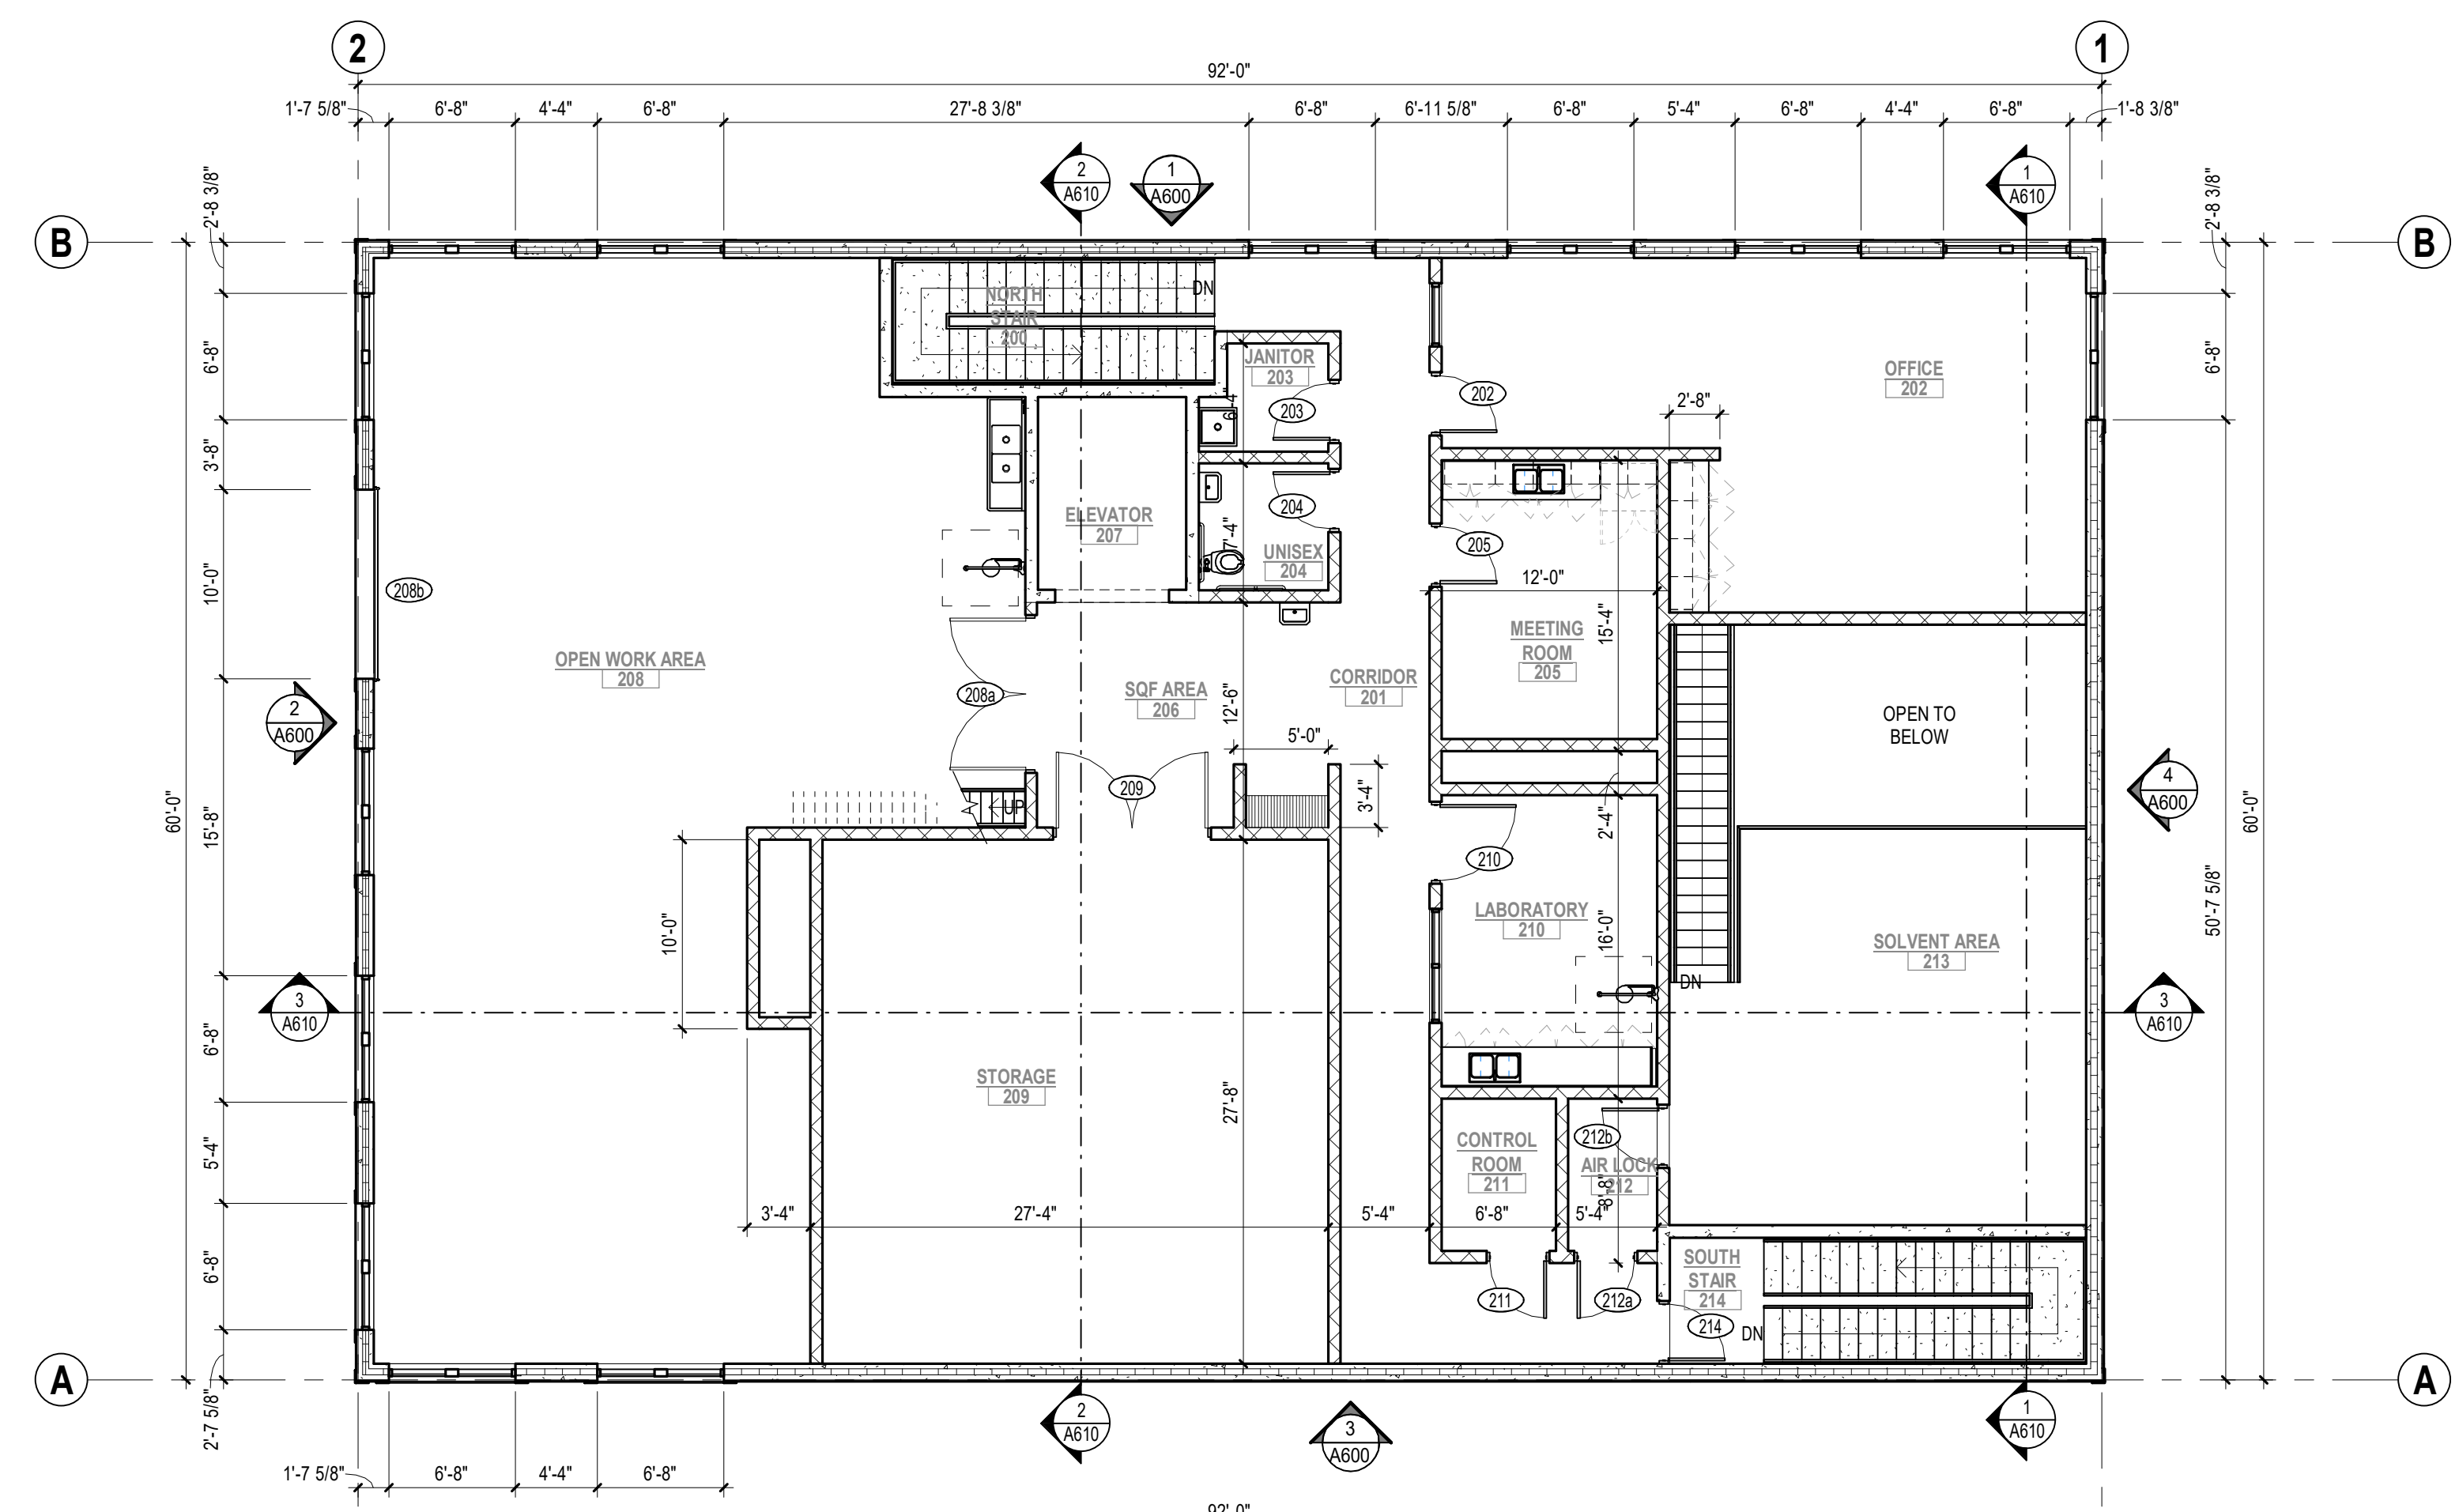 2
1
92'-0"
1'-7 5/8"
6'-8"
4'-4"
6'-8"
27'-8 3/8"
6'-8"
6'-11 5/8"
6'-8"
5'-4"
6'-8"
4'-4"
6'-8"
1'-8 3/8"
2
A610
1
A600
1
A610
2'-8 3/8"
2'-8 3/8"
B
B
NORTH
STAIR
200
DN
JANITOR
203
203
6'-4"
202
OFFICE
202
2'-8"
6'-8"
6'-8"
3'-8"
204
7'-4"
UNISEX
204
ELEVATOR
207
205
12'-0"
10'-0"
208b
MEETING
ROOM
205
15'-4"
OPEN WORK AREA
208
208a
SQF AREA
206
12'-6"
CORRIDOR
201
OPEN TO
BELOW
2
A600
5'-0"
209
3'-4"
UP
4
A600
60'-0"
15'-8"
2'-4"
60'-0"
210
10'-0"
LABORATORY
210
16'-0"
SOLVENT AREA
213
50'-7 5/8"
DN
3
A610
3
A610
6'-8"
STORAGE
209
27'-8"
CONTROL
ROOM
211
212b
AIR LOCK
212
8'-8"
5'-4"
3'-4"
27'-4"
5'-4"
6'-8"
5'-4"
6'-8"
SOUTH
STAIR
214
211
212a
214
DN
A
A
2'-7 5/8"
2
A610
3
A600
1
A610
1'-7 5/8"
6'-8"
4'-4"
6'-8"
92'-0"